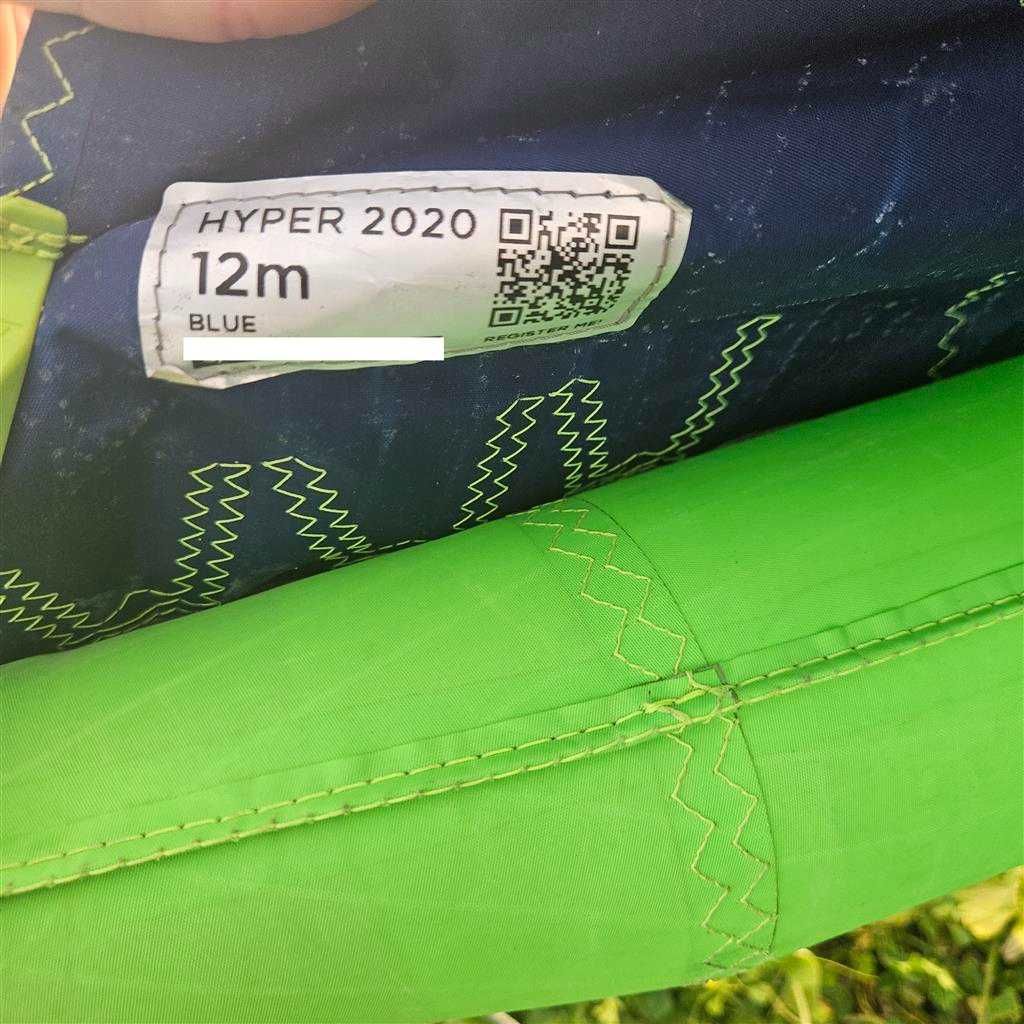 HYPER 2020
12m
BLUE
REGISTER ME!